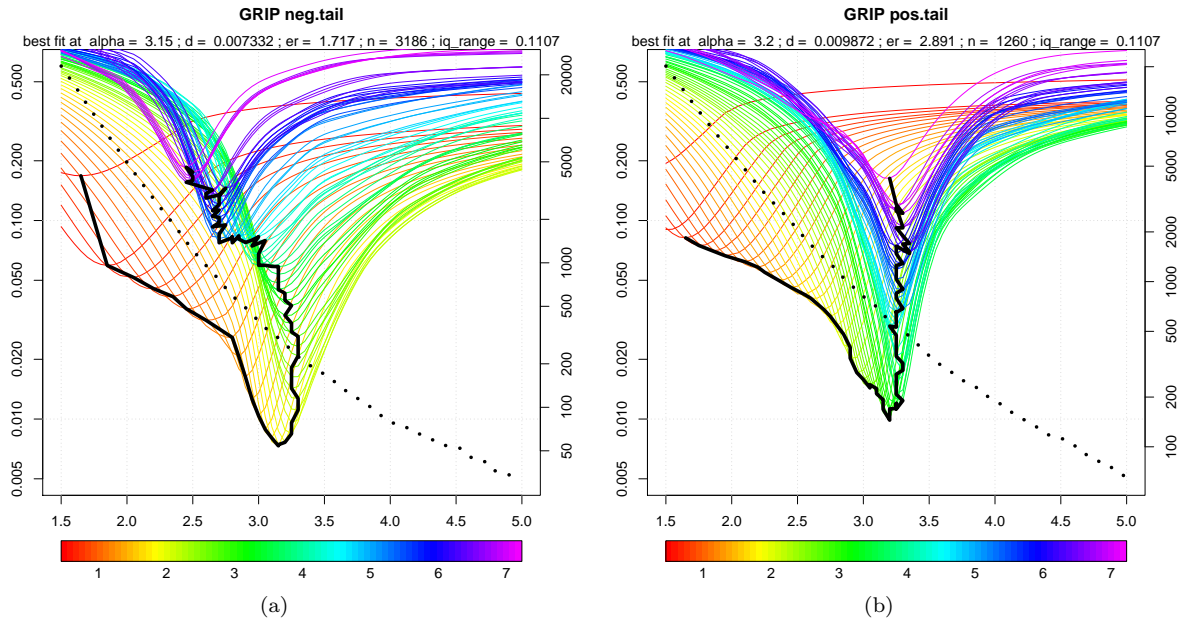 GRIP neg.tail
best fit at alpha = 3.15 ; d = 0.007332 ; er = 1.717 ; n = 3186 ; iq_range = 0.1107
0.500
0.200
0.100
0.050
0.020
0.010
0.005
20000
5000
2000
1000
500
200
100
50
1.5 2.0 2.5 3.0 3.5 4.0 4.5 5.0
1 2 3 4 5 6 7
(a)
GRIP pos.tail
best fit at alpha = 3.2 ; d = 0.009872 ; er = 2.891 ; n = 1260 ; iq_range = 0.1107
0.500
0.200
0.100
0.050
0.020
0.010
0.005
10000
5000
2000
1000
500
200
100
1.5 2.0 2.5 3.0 3.5 4.0 4.5 5.0
1 2 3 4 5 6 7
(b)